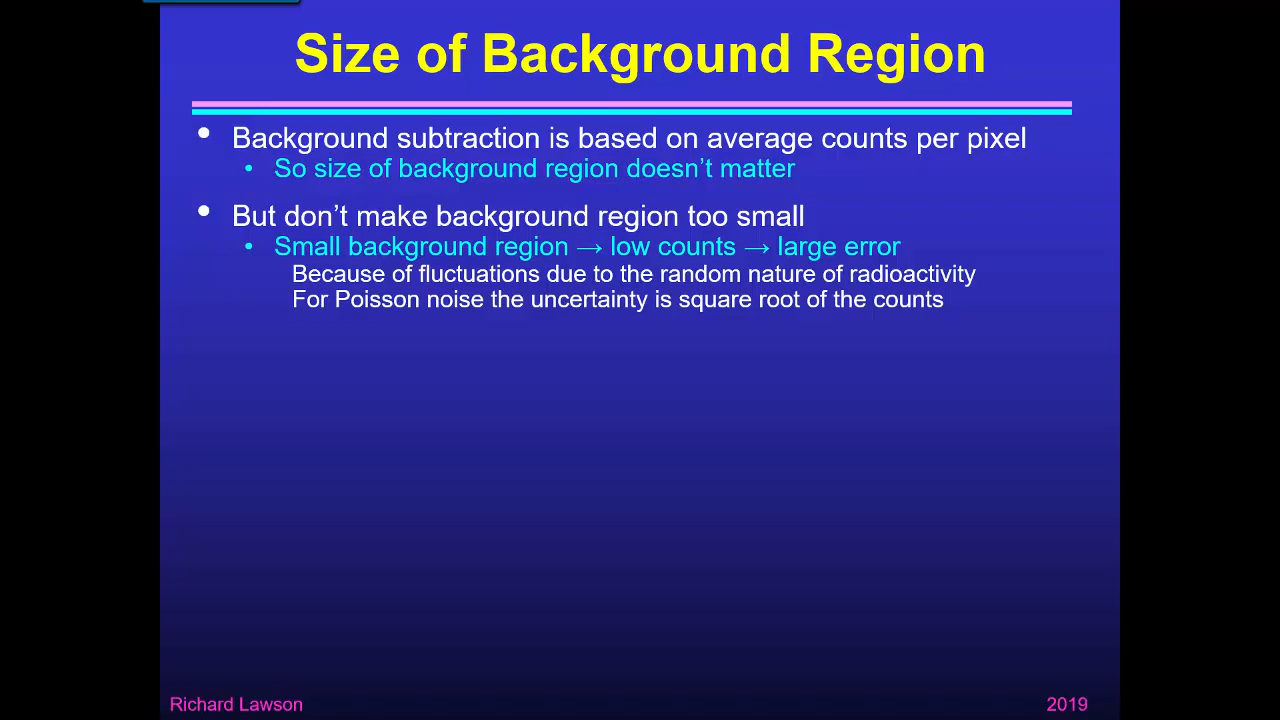 Size of Background Region
• Background subtraction is based on average counts per pixel
• So size of background region doesn’t matter
• But don’t make background region too small
• Small background region → low counts → large error
Because of fluctuations due to the random nature of radioactivity
For Poisson noise the uncertainty is square root of the counts
Richard Lawson
2019